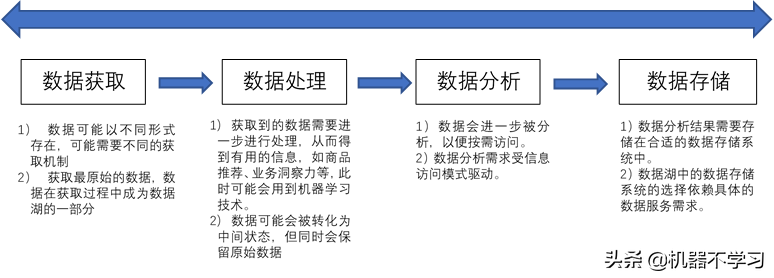 数据获取
数据处理
数据分析
数据存储
1） 数据可能以不同形式
存在，可能需要不同的获
取机制
2） 获取最原始的数据，数
据在获取过程中成为数据
湖的一部分
1）获取到的数据需要进
一步进行处理，从而得
到有用的信息，如商品
推荐、业务洞察力等，此
时可能会用到机器学习
技术。
2）数据可能会被转化为
中间状态，但同时会保
留原始数据
1）数据会进一步被分
析，以便按需访问。
2）数据分析需求受信息
访问模式驱动。
1）数据分析结果需要存
储在合适的数据存储系
统中。
2）数据湖中的数据存储
系统的选择依赖具体的
数据服务需求。
头条 @机器不学习